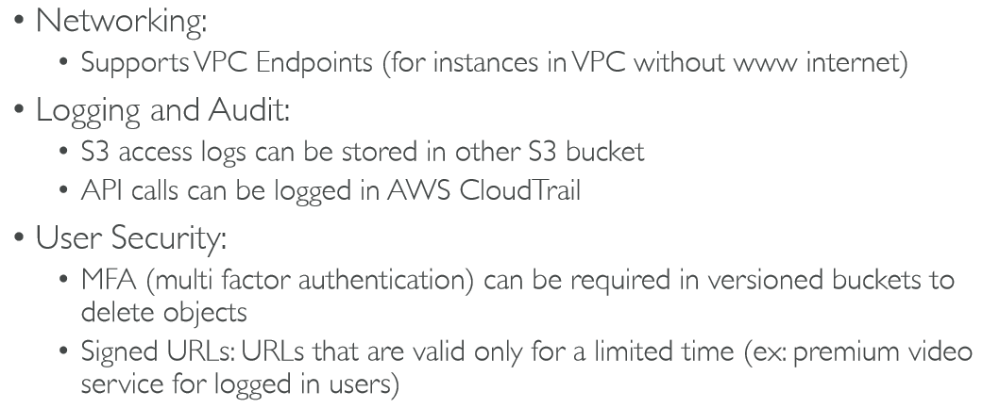 • Networking:
• Supports VPC Endpoints (for instances in VPC without www internet)
• Logging and Audit:
• S3 access logs can be stored in other S3 bucket
• API calls can be logged in AWS CloudTrail
• User Security:
• MFA (multi factor authentication) can be required in versioned buckets to
delete objects
• Signed URLs: URLs that are valid only for a limited time (ex: premium video
service for logged in users)